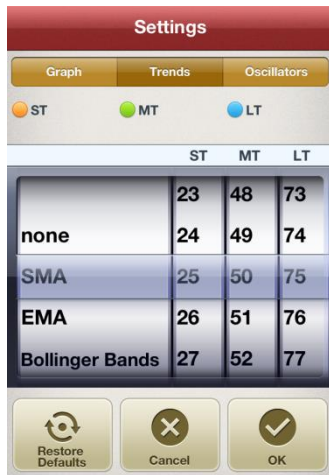 Settings
Graph Trends Oscillators
ST MT LT
ST MT LT
23 48 73
none 24 49 74
SMA 25 50 75
EMA 26 51 76
Bollinger Bands 27 52 77
Restore
Defaults
Cancel
OK